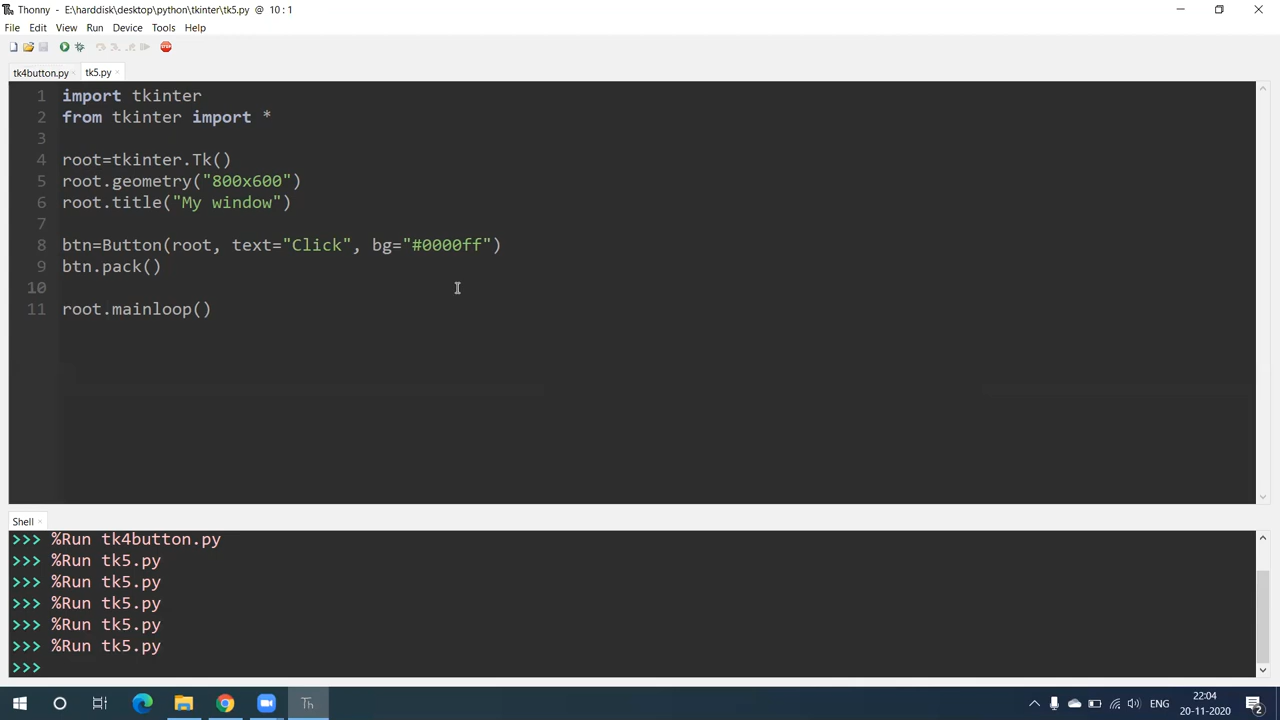 Thonny - E:\harddisk\desktop\python\tkinter\tk5.py @ 10 : 1
File Edit View Run Device Tools Help
STOP
tk4button.py × tk5.py ×
1 import tkinter
2 from tkinter import *
3
4 root=tkinter.Tk()
5 root.geometry("800x600")
6 root.title("My window")
7
8 btn=Button(root, text="Click", bg="#0000ff")
9 btn.pack()
10
11 root.mainloop()
Shell ×
>>> %Run tk4button.py
>>> %Run tk5.py
>>> %Run tk5.py
>>> %Run tk5.py
>>> %Run tk5.py
>>> %Run tk5.py
>>>
Th
ENG
22:04
20-11-2020
2